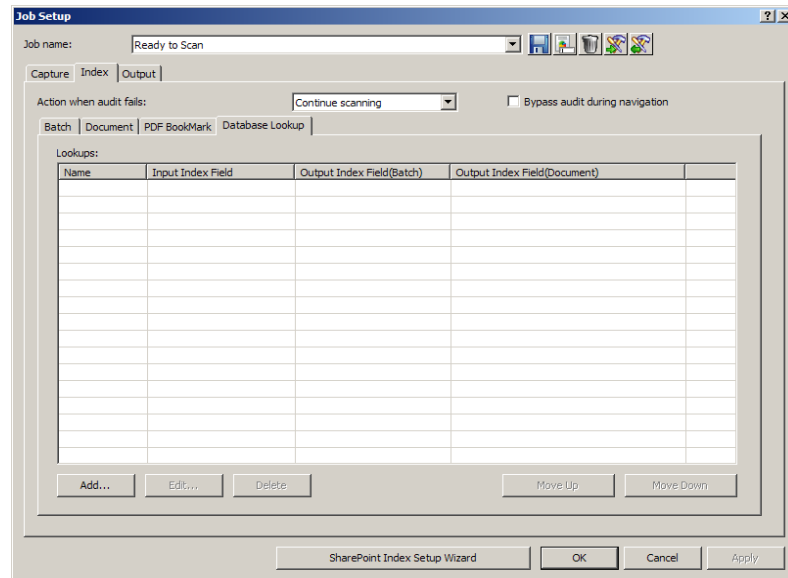 Job Setup
Job name: Ready to Scan
Capture Index Output
Action when audit fails: Continue scanning Bypass audit during navigation
Batch Document PDF BookMark Database Lookup
Lookups:
Name Input Index Field Output Index Field(Batch) Output Index Field(Document)
Add... Edit... Delete Move Up Move Down
SharePoint Index Setup Wizard OK Cancel Apply